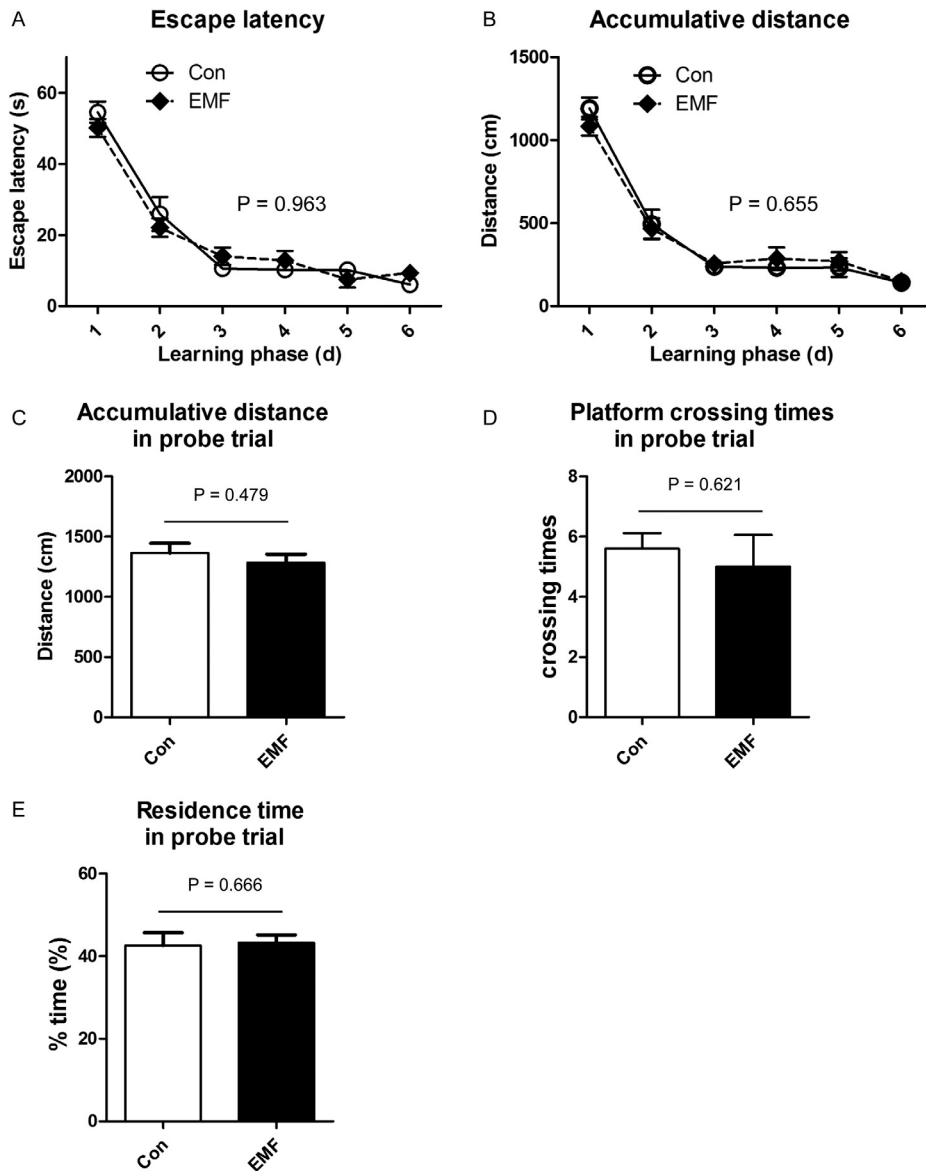 A
Escape latency
Con
EMF
P = 0.963
Escape latency (s)
60
40
20
0
1 2 3 4 5 6
Learning phase (d)
B
Accumulative distance
Con
EMF
P = 0.655
Distance (cm)
1500
1000
500
0
1 2 3 4 5 6
Learning phase (d)
C
Accumulative distance
in probe trial
P = 0.479
Distance (cm)
2000
1500
1000
500
0
Con EMF
D
Platform crossing times
in probe trial
P = 0.621
crossing times
8
6
4
2
0
Con EMF
E
Residence time
in probe trial
P = 0.666
% time (%)
60
40
20
0
Con EMF